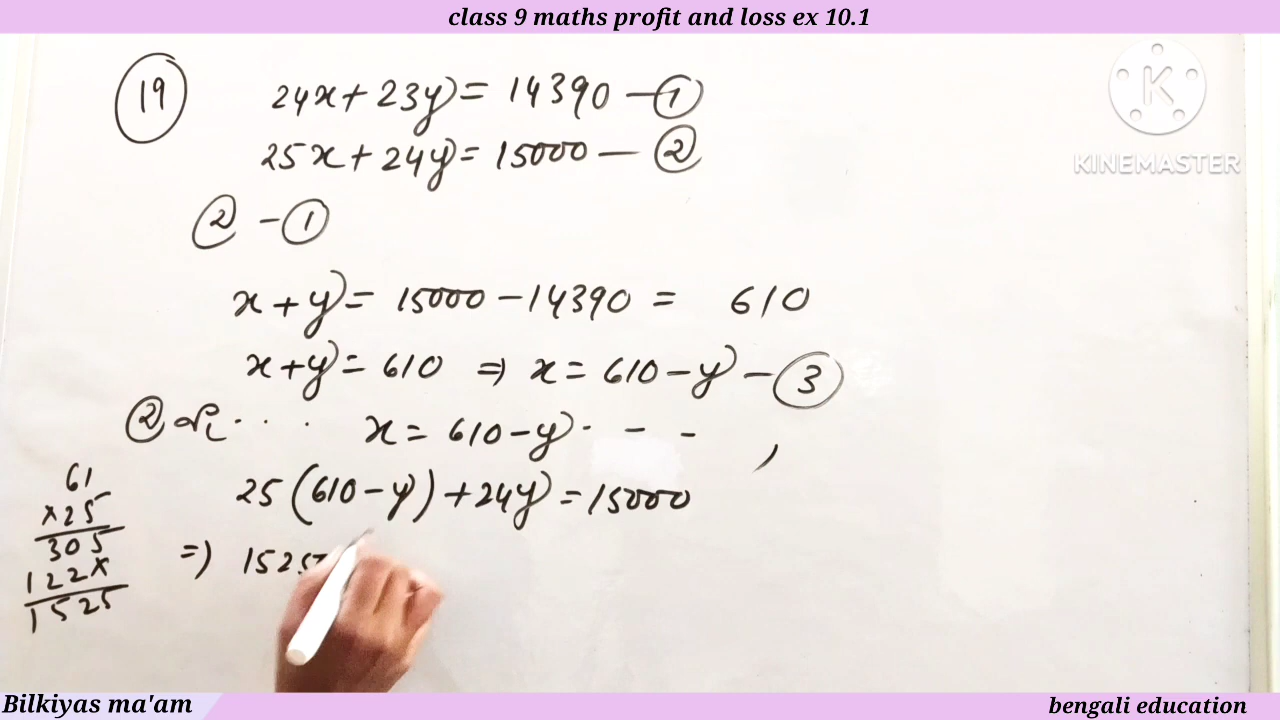 class 9 maths profit and loss ex 10.1
19 24x + 23y = 14390 — 1
25x + 24y = 15000 — 2
2 - 1
K
KINEMASTER
x + y = 15000 - 14390 = 610
x + y = 610 ⇒ x = 610 - y — 3
2 . . . x = 610 - y . - - ,
25(610 - y) + 24y = 15000
61
×25
305
122×
1525
⇒ 1525
Bilkiyas ma'am
bengali education